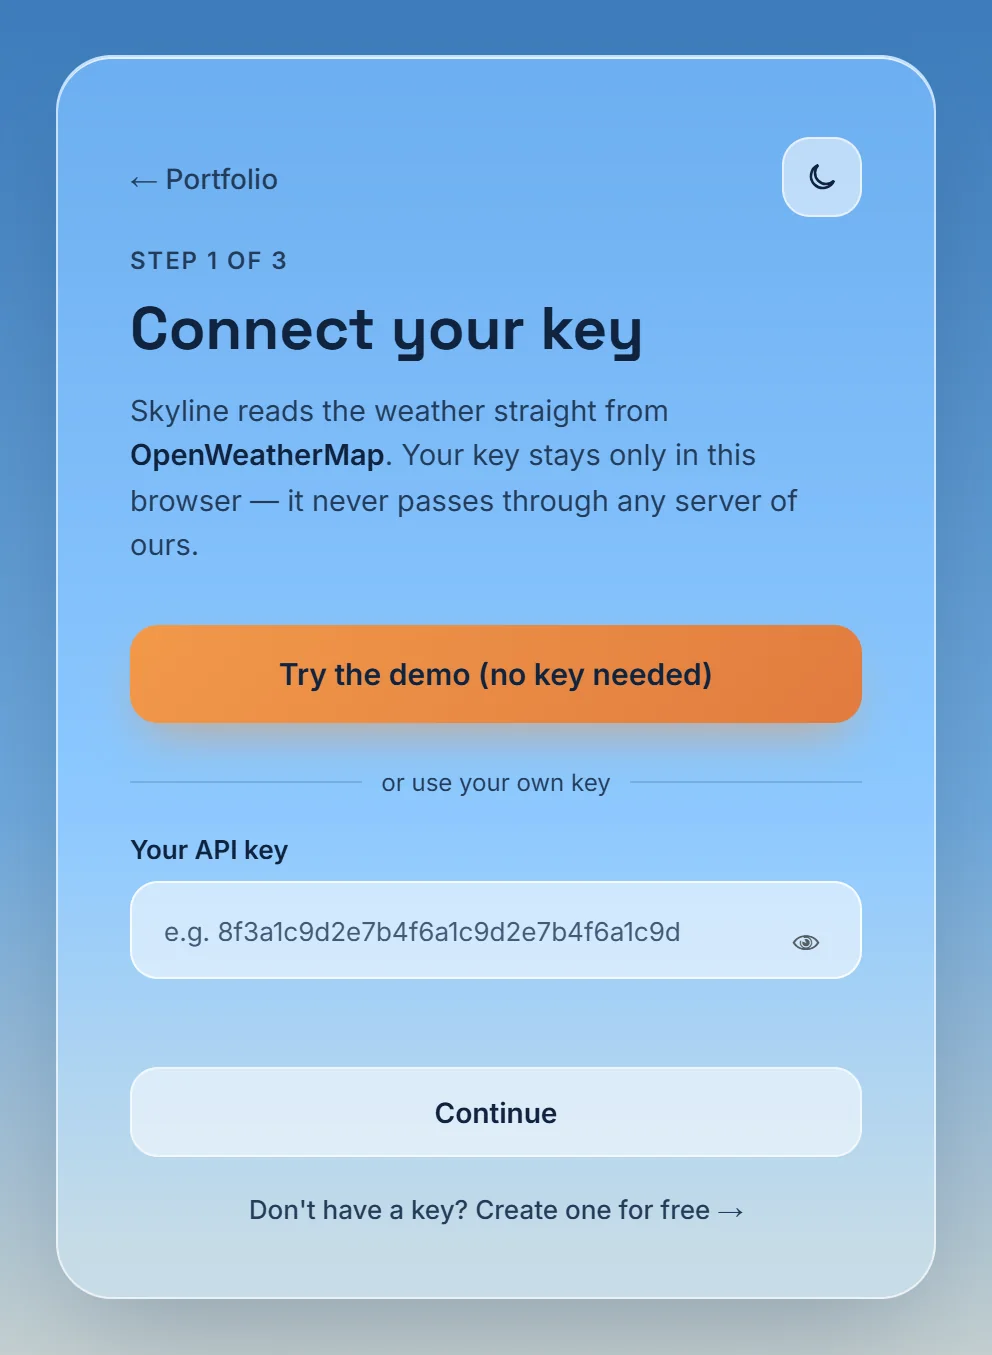 ← Portfolio
STEP 1 OF 3
Connect your key
Skyline reads the weather straight from
OpenWeatherMap. Your key stays only in this
browser — it never passes through any server of
ours.
Try the demo (no key needed)
or use your own key
Your API key
e.g. 8f3a1c9d2e7b4f6a1c9d2e7b4f6a1c9d
Continue
Don't have a key? Create one for free →